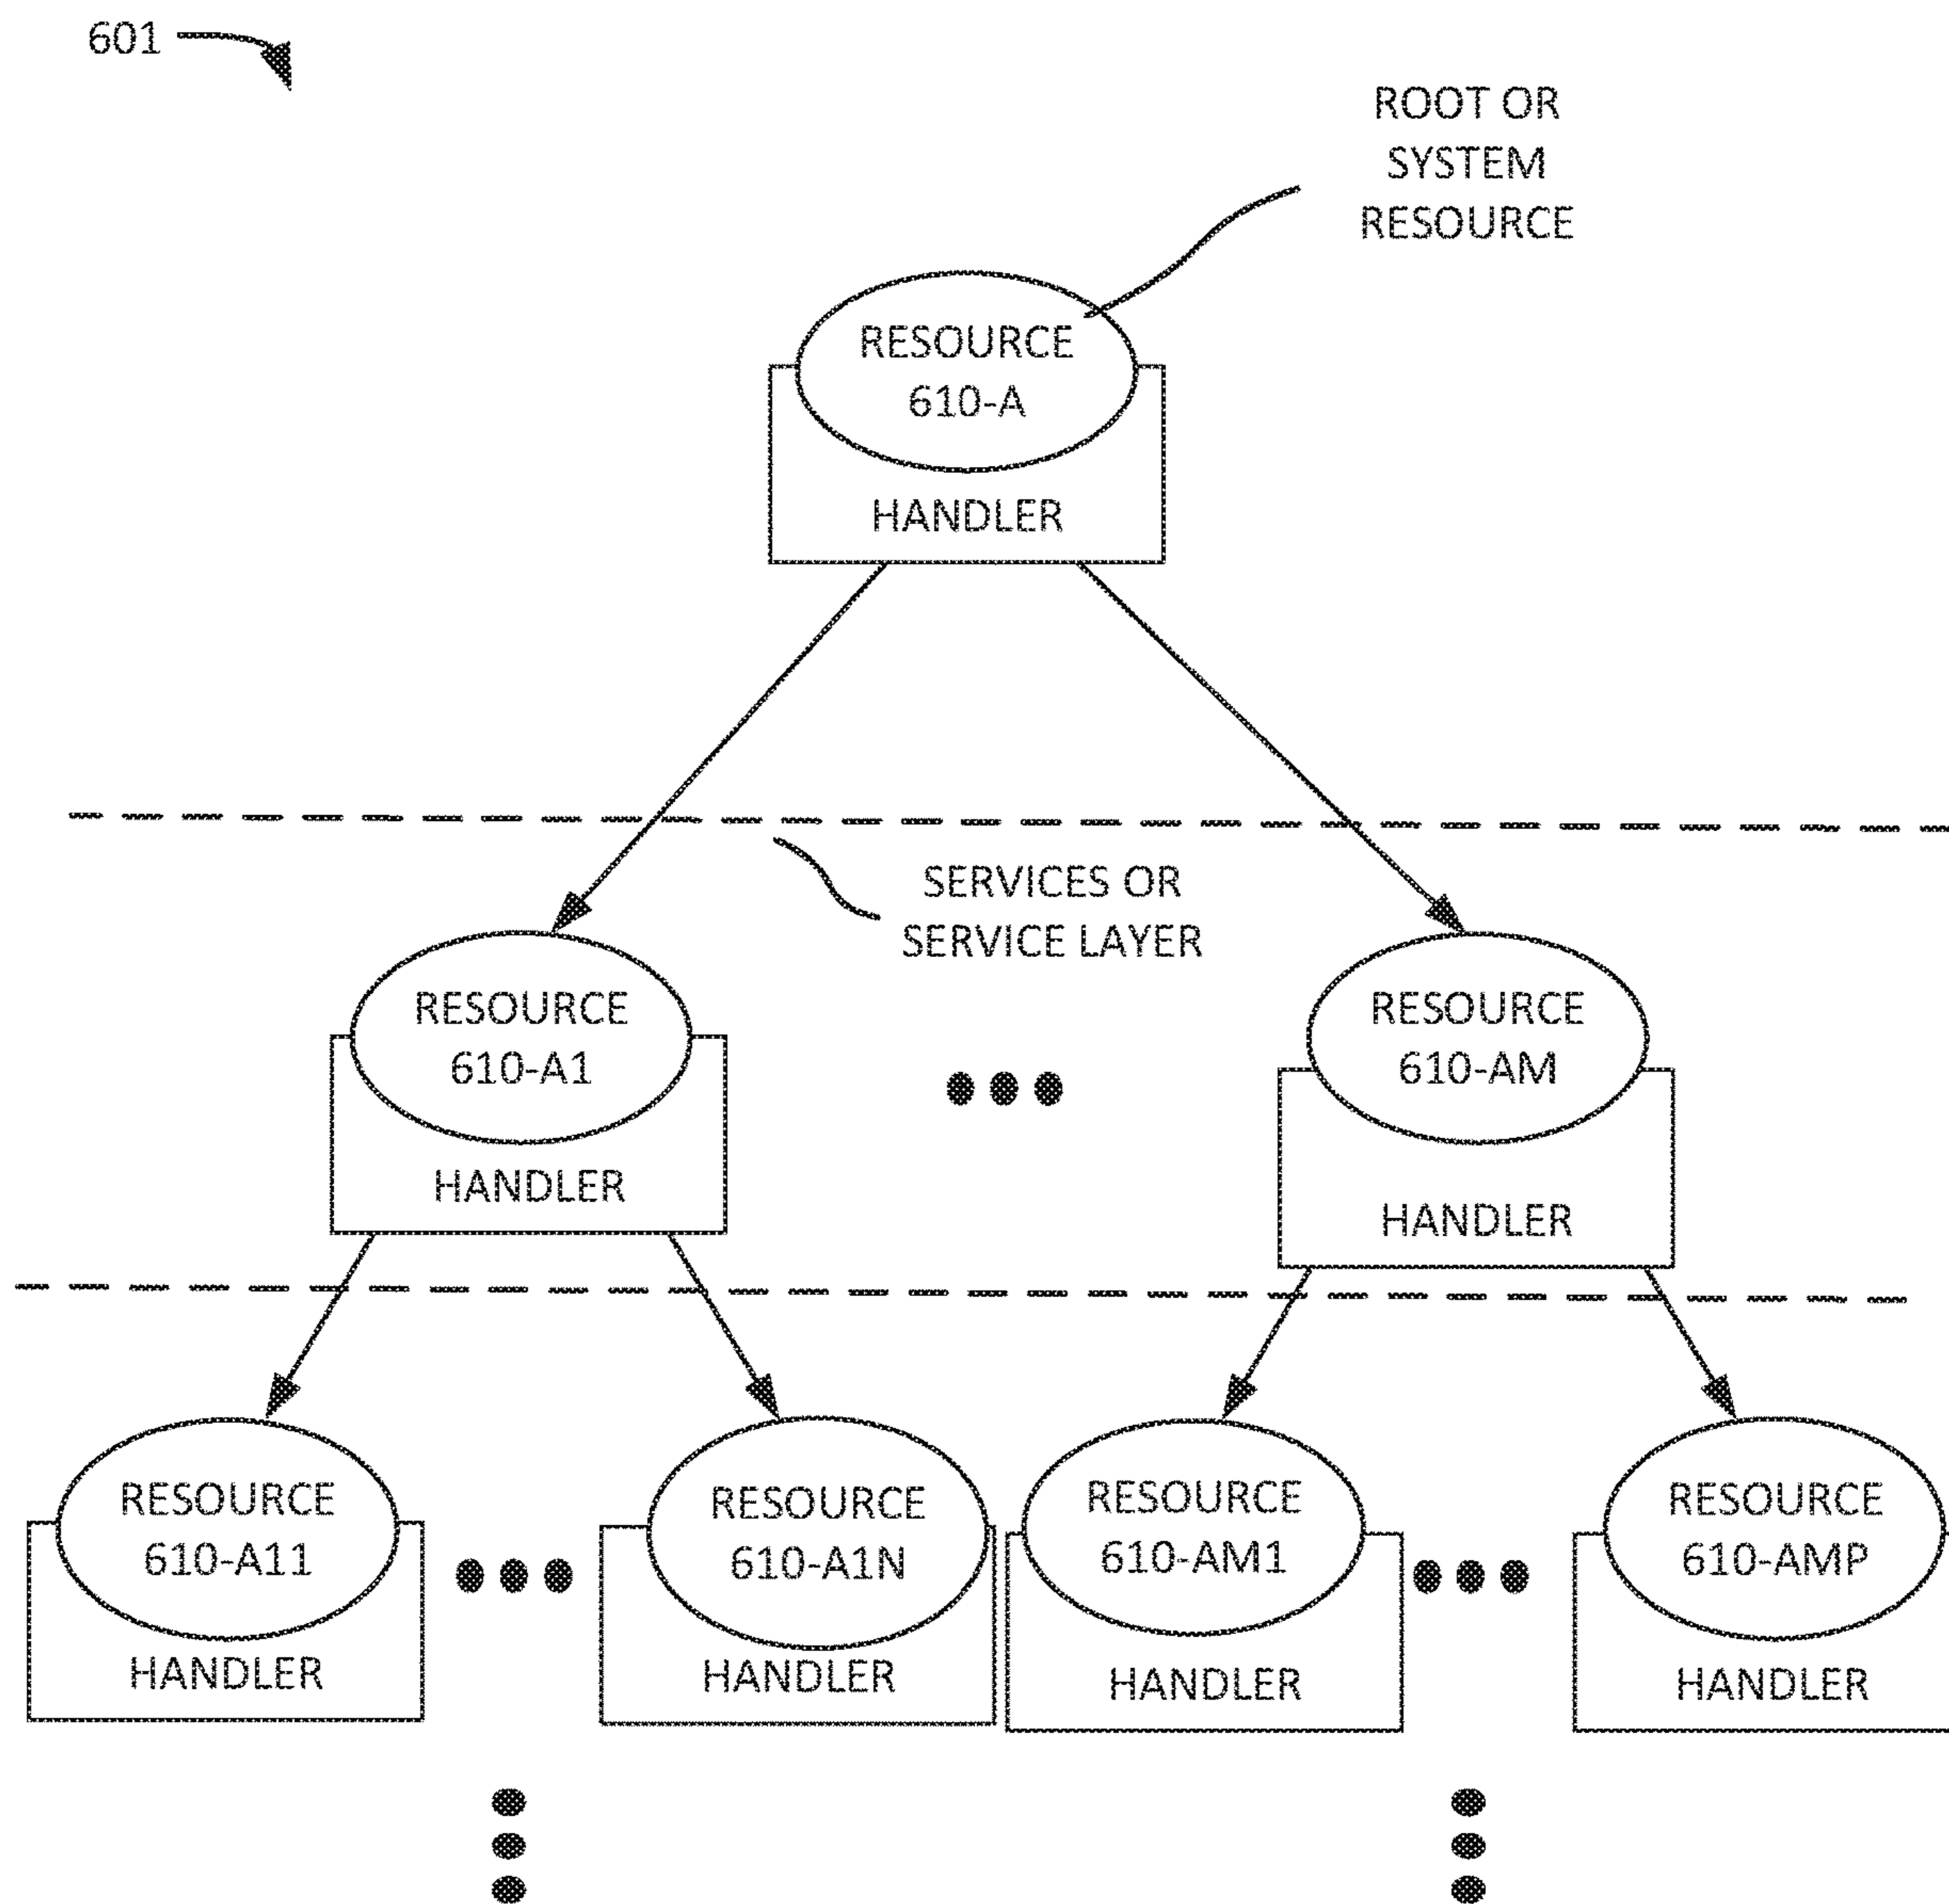 601
ROOT OR
SYSTEM
RESOURCE
RESOURCE
610-A
HANDLER
SERVICES OR
SERVICE LAYER
RESOURCE
610-A1
HANDLER
RESOURCE
610-AM
HANDLER
RESOURCE
610-A11
HANDLER
RESOURCE
610-A1N
HANDLER
RESOURCE
610-AM1
HANDLER
RESOURCE
610-AMP
HANDLER